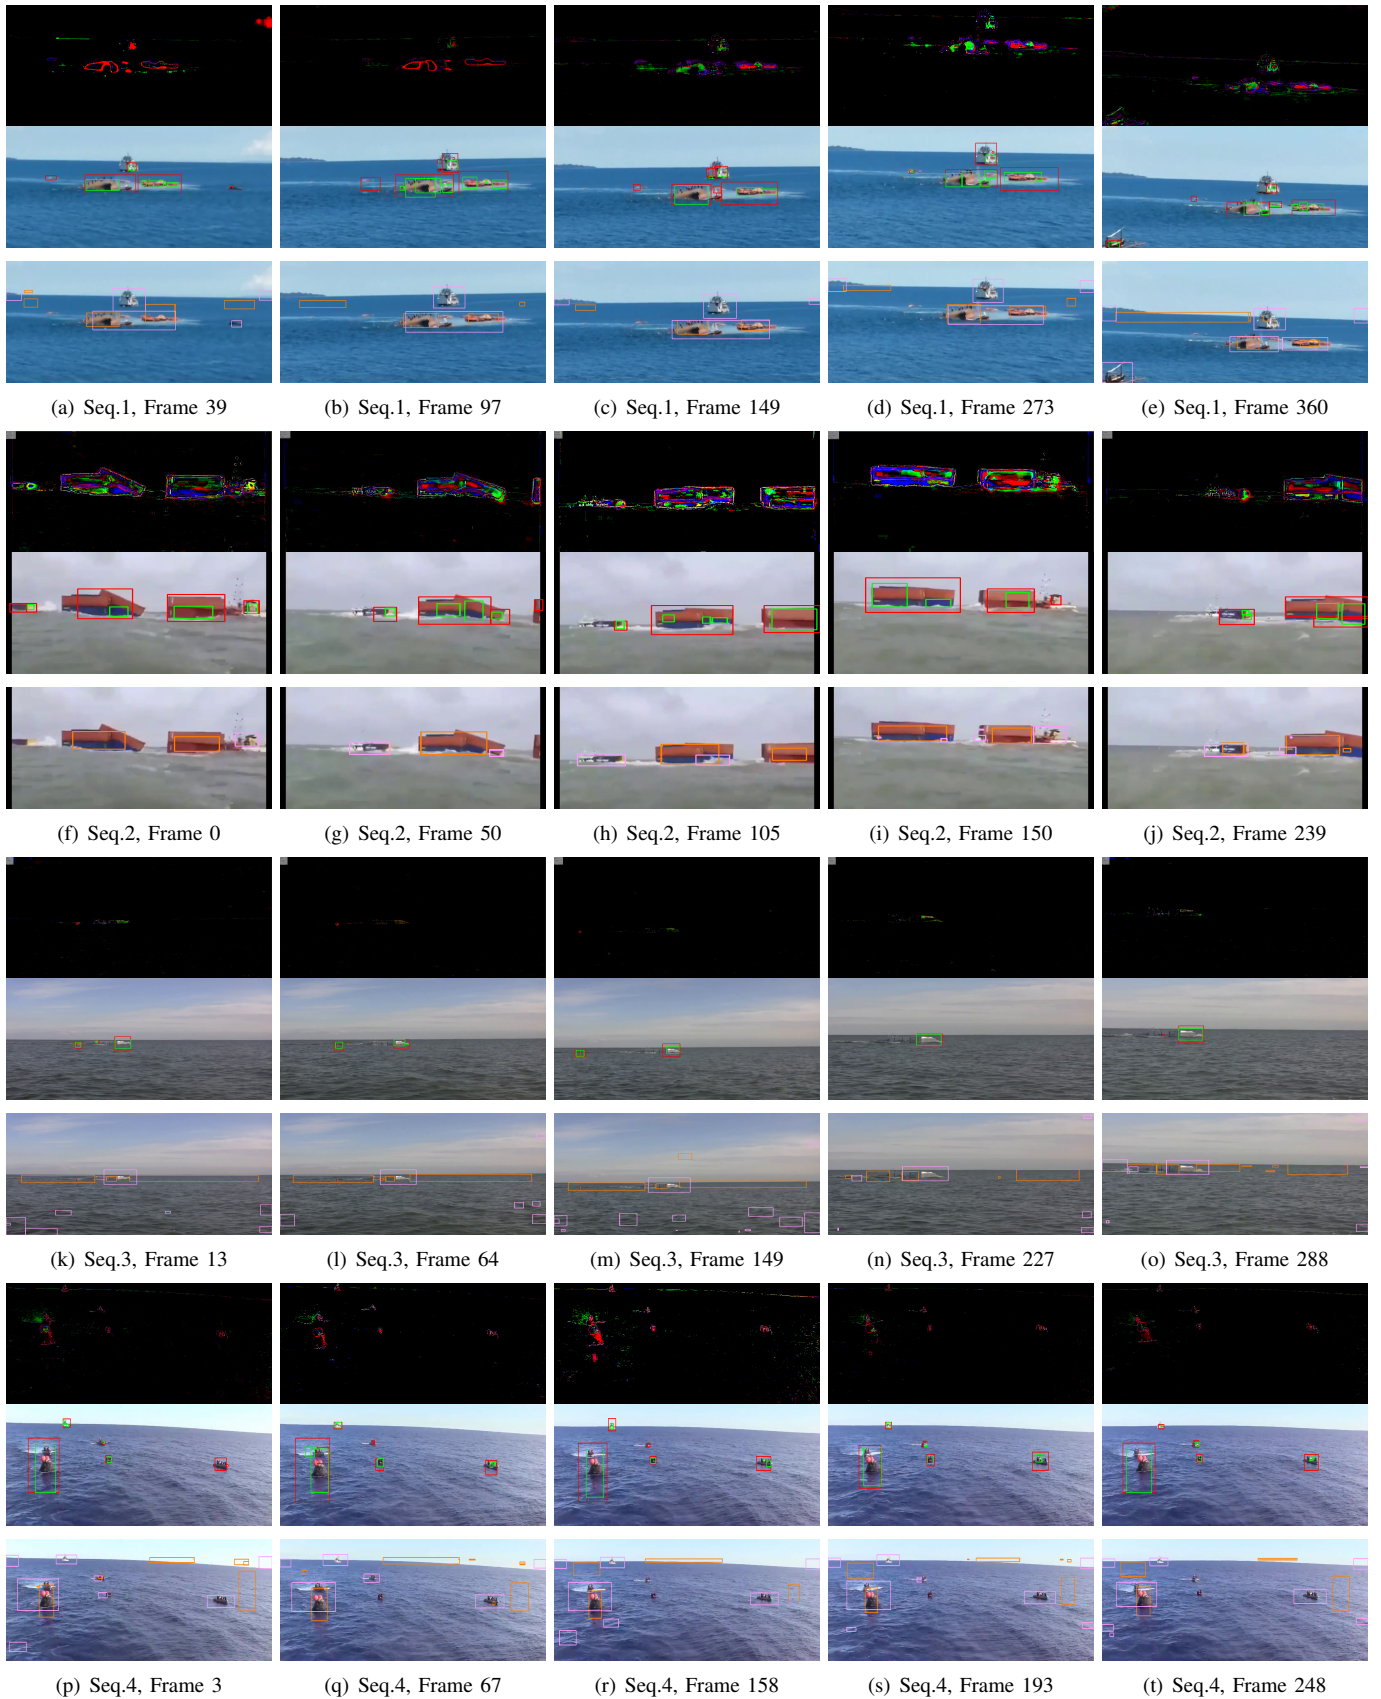 (a) Seq.1, Frame 39
(b) Seq.1, Frame 97
(c) Seq.1, Frame 149
(d) Seq.1, Frame 273
(e) Seq.1, Frame 360
(f) Seq.2, Frame 0
(g) Seq.2, Frame 50
(h) Seq.2, Frame 105
(i) Seq.2, Frame 150
(j) Seq.2, Frame 239
(k) Seq.3, Frame 13
(l) Seq.3, Frame 64
(m) Seq.3, Frame 149
(n) Seq.3, Frame 227
(o) Seq.3, Frame 288
(p) Seq.4, Frame 3
(q) Seq.4, Frame 67
(r) Seq.4, Frame 158
(s) Seq.4, Frame 193
(t) Seq.4, Frame 248